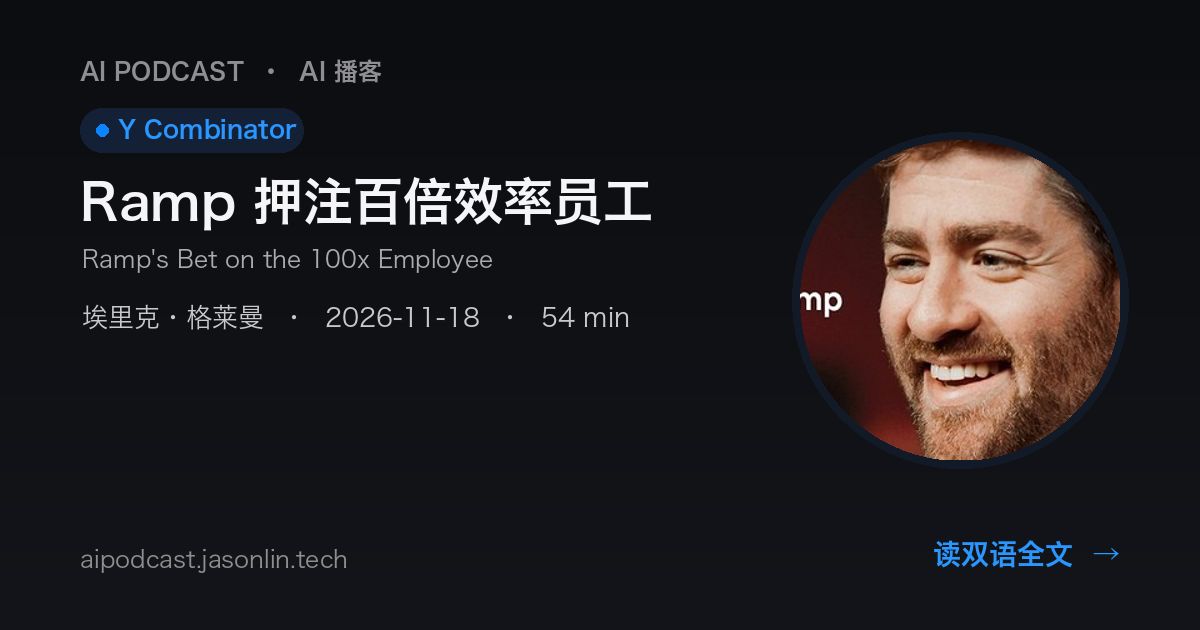 AI PODCAST · AI 播客
Y Combinator
Ramp 押注百倍效率员工
Ramp's Bet on the 100x Employee
埃里克·格莱曼 · 2026-11-18 · 54 min
mp
aipodcast.jasonlin.tech
读双语全文 →